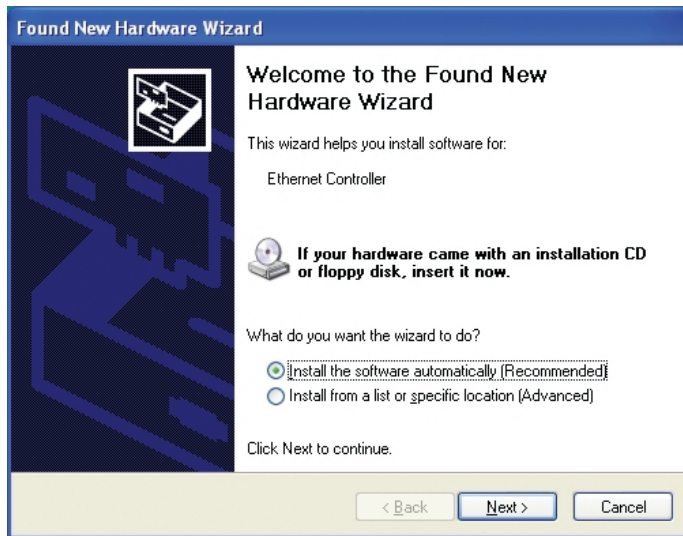 Found New Hardware Wizard
Welcome to the Found New
Hardware Wizard
This wizard helps you install software for:
Ethernet Controller
If your hardware came with an installation CD
or floppy disk, insert it now.
What do you want the wizard to do?
Install the software automatically (Recommended)
Install from a list or specific location (Advanced)
Click Next to continue.
< Back Next > Cancel